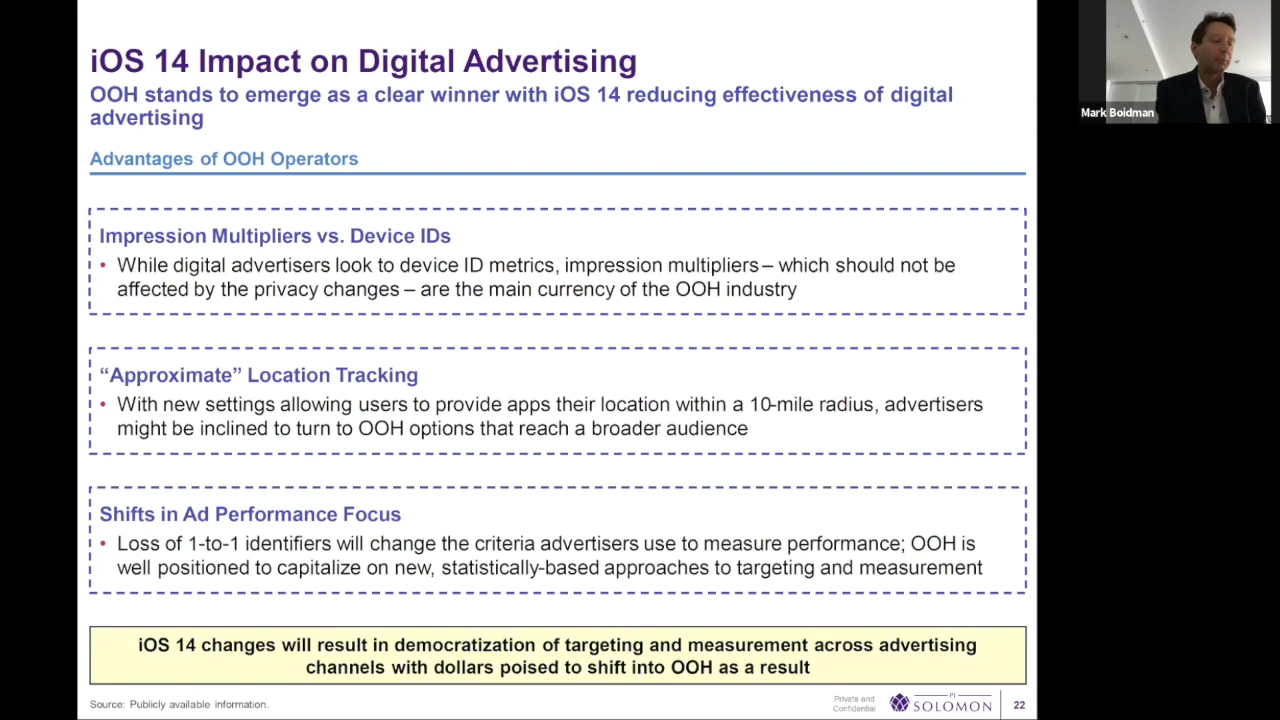 iOS 14 Impact on Digital Advertising
OOH stands to emerge as a clear winner with iOS 14 reducing effectiveness of digital
advertising
Advantages of OOH Operators
Impression Multipliers vs. Device IDs
• While digital advertisers look to device ID metrics, impression multipliers – which should not be
affected by the privacy changes – are the main currency of the OOH industry
“Approximate” Location Tracking
• With new settings allowing users to provide apps their location within a 10-mile radius, advertisers
might be inclined to turn to OOH options that reach a broader audience
Shifts in Ad Performance Focus
• Loss of 1-to-1 identifiers will change the criteria advertisers use to measure performance; OOH is
well positioned to capitalize on new, statistically-based approaches to targeting and measurement
iOS 14 changes will result in democratization of targeting and measurement across advertising
channels with dollars poised to shift into OOH as a result
Source: Publicly available information.
Private and
Confidential
PJ
SOLOMON
22
Mark Boidman